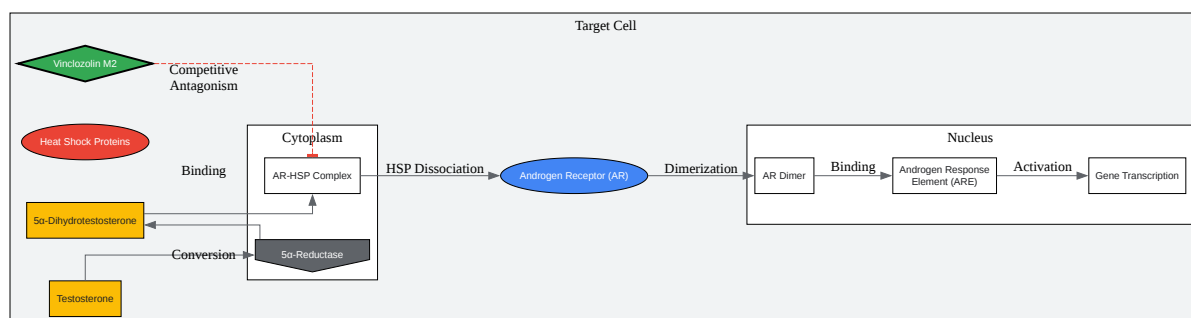 Target Cell
Vinclozolin M2
Competitive
Antagonism
Heat Shock Proteins
Cytoplasm
Nucleus
Binding
AR-HSP Complex
HSP Dissociation
Androgen Receptor (AR)
Dimerization
AR Dimer
Binding
Androgen Response
Element (ARE)
Activation
Gene Transcription
5α-Dihydrotestosterone
Conversion
5α-Reductase
Testosterone